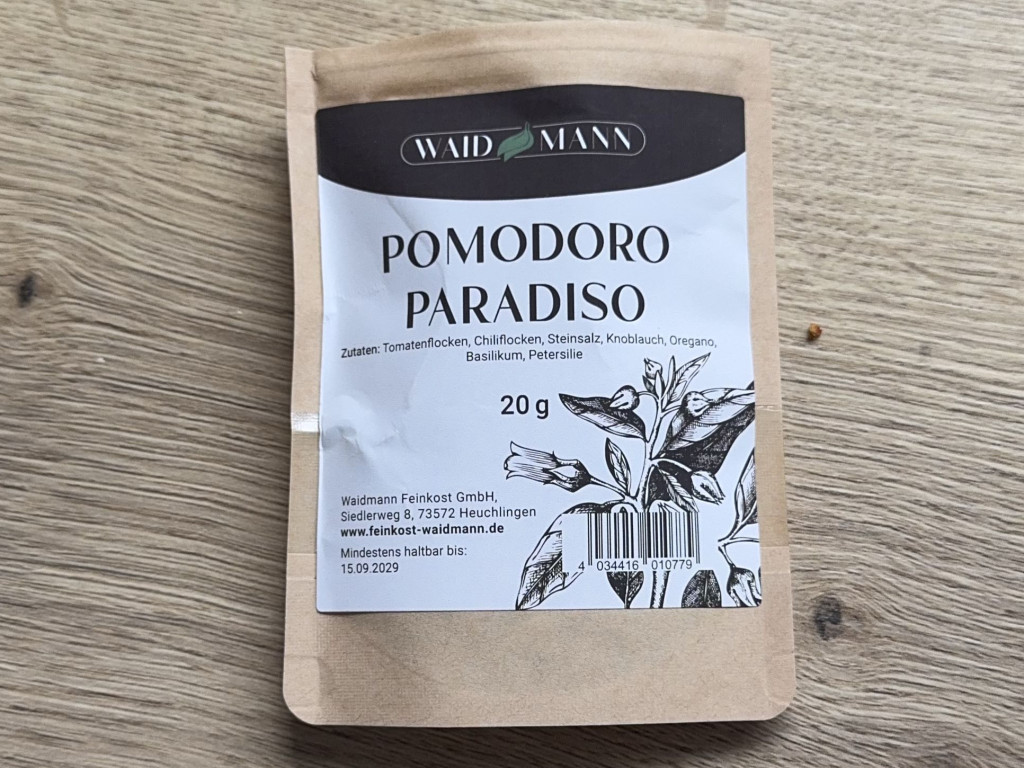 WAID MANN
POMODORO
PARADISO
Zutaten: Tomatenflocken, Chiliflocken, Steinsalz, Knoblauch, Oregano,
Basilikum, Petersilie
20 g
Waidmann Feinkost GmbH,
Siedlerweg 8, 73572 Heuchlingen
www.feinkost-waidmann.de
Mindestens haltbar bis:
15.09.2029
4 034416 010779